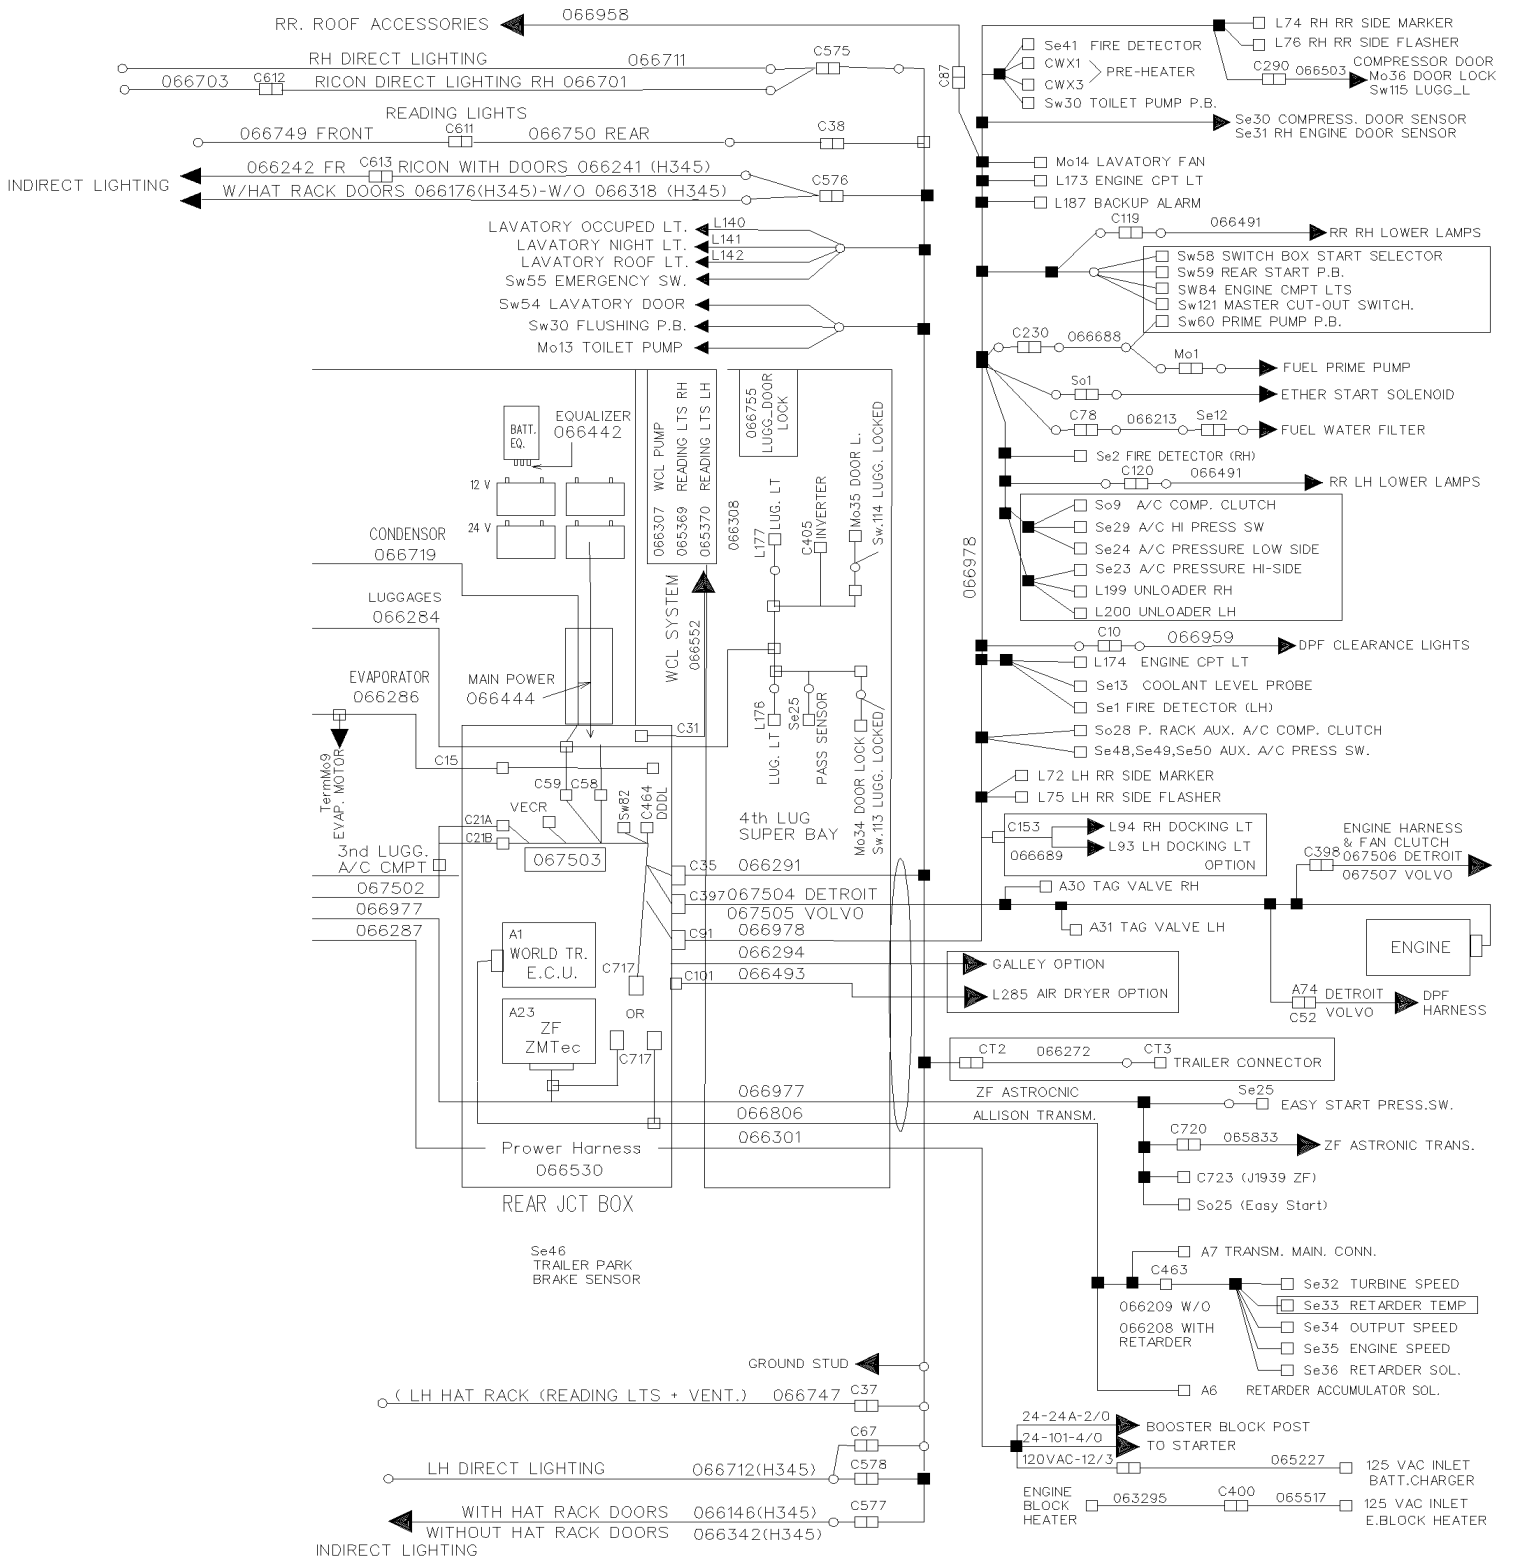 RR. ROOF ACCESSORIES
066958
RH DIRECT LIGHTING
066711
C575
066703
C612
RICON DIRECT LIGHTING RH 066701
READING LIGHTS
066749 FRONT
C611
066750 REAR
C38
066242 FR
C613
RICON WITH DOORS 066241 (H345)
INDIRECT LIGHTING
W/HAT RACK DOORS 066176(H345)-W/O 066318 (H345)
C576
LAVATORY OCCUPED LT.
L140
LAVATORY NIGHT LT.
L141
LAVATORY ROOF LT.
L142
Sw55 EMERGENCY SW.
Sw54 LAVATORY DOOR
Sw30 FLUSHING P.B.
Mo13 TOILET PUMP
C87
Se41 FIRE DETECTOR
CWX1
PRE-HEATER
CWX3
Sw30 TOILET PUMP P.B.
L74 RH RR SIDE MARKER
L76 RH RR SIDE FLASHER
C290
066503
COMPRESSOR DOOR
Mo36 DOOR LOCK
Sw115 LUGG_L
Se30 COMPRESS. DOOR SENSOR
Se31 RH ENGINE DOOR SENSOR
Mo14 LAVATORY FAN
L173 ENGINE CPT LT
L187 BACKUP ALARM
C119
066491
RR RH LOWER LAMPS
Sw58 SWITCH BOX START SELECTOR
Sw59 REAR START P.B.
SW84 ENGINE CMPT LTS
Sw121 MASTER CUT-OUT SWITCH.
Sw60 PRIME PUMP P.B.
C230
066688
Mo1
FUEL PRIME PUMP
So1
ETHER START SOLENOID
C78
066213
Se12
FUEL WATER FILTER
Se2 FIRE DETECTOR (RH)
C120
066491
RR LH LOWER LAMPS
So9 A/C COMP. CLUTCH
Se29 A/C HI PRESS SW
Se24 A/C PRESSURE LOW SIDE
Se23 A/C PRESSURE HI-SIDE
L199 UNLOADER RH
L200 UNLOADER LH
066978
C10
066959
DPF CLEARANCE LIGHTS
L174 ENGINE CPT LT
Se13 COOLANT LEVEL PROBE
Se1 FIRE DETECTOR (LH)
So28 P. RACK AUX. A/C COMP. CLUTCH
Se48,Se49,Se50 AUX. A/C PRESS SW.
L72 LH RR SIDE MARKER
L75 LH RR SIDE FLASHER
C153
066689
L94 RH DOCKING LT
L93 LH DOCKING LT
OPTION
ENGINE HARNESS
& FAN CLUTCH
C398
067506 DETROIT
067507 VOLVO
A30 TAG VALVE RH
A31 TAG VALVE LH
ENGINE
A74
C52
DETROIT
VOLVO
DPF
HARNESS
BATT.
EQ.
EQUALIZER
066442
12 V
24 V
CONDENSOR
066719
LUGGAGES
066284
EVAPORATOR
066286
MAIN POWER
066444
TermMo9
EVAP. MOTOR
066307 WCL PUMP
065369 READING LTS RH
065370 READING LTS LH
066308
WCL SYSTEM
066552
066755
LUGG_DOOR
LOCK
L177
LUG. LT
C405
INVERTER
Mo35 DOOR L.
Sw.114 LUGG. LOCKED
L176
LUG. LT
Se25
PASS SENSOR
Mo34 DOOR LOCK
Sw.113 LUGG. LOCKED
4th LUG
SUPER BAY
C31
C15
C59
C58
VECR
C21A
C21B
Sw82
C464
DDDL
067503
3nd LUGG.
A/C CMPT
067502
066977
066287
C35
066291
C397
067504 DETROIT
067505 VOLVO
C91
066978
066294
C101
066493
A1
WORLD TR.
E.C.U.
C717
A23
ZF
ZMTec
OR
C717
GALLEY OPTION
L285 AIR DRYER OPTION
CT2
066272
CT3
TRAILER CONNECTOR
066977
ZF ASTROCNIC
066806
ALLISON TRANSM.
066301
Prower Harness
066530
REAR JCT BOX
Se25
EASY START PRESS.SW.
C720
065833
ZF ASTRONIC TRANS.
C723 (J1939 ZF)
So25 (Easy Start)
Se46
TRAILER PARK
BRAKE SENSOR
A7 TRANSM. MAIN. CONN.
C463
066209 W/O
066208 WITH
RETARDER
Se32 TURBINE SPEED
Se33 RETARDER TEMP
Se34 OUTPUT SPEED
Se35 ENGINE SPEED
Se36 RETARDER SOL.
A6 RETARDER ACCUMULATOR SOL.
GROUND STUD
( LH HAT RACK (READING LTS + VENT.)
066747
C37
C67
LH DIRECT LIGHTING
066712(H345)
C578
WITH HAT RACK DOORS 066146(H345)
C577
WITHOUT HAT RACK DOORS 066342(H345)
INDIRECT LIGHTING
24-24A-2/0
BOOSTER BLOCK POST
24-101-4/0
TO STARTER
120VAC-12/3
065227
125 VAC INLET
BATT.CHARGER
ENGINE
BLOCK
HEATER
063295
C400
065517
125 VAC INLET
E.BLOCK HEATER